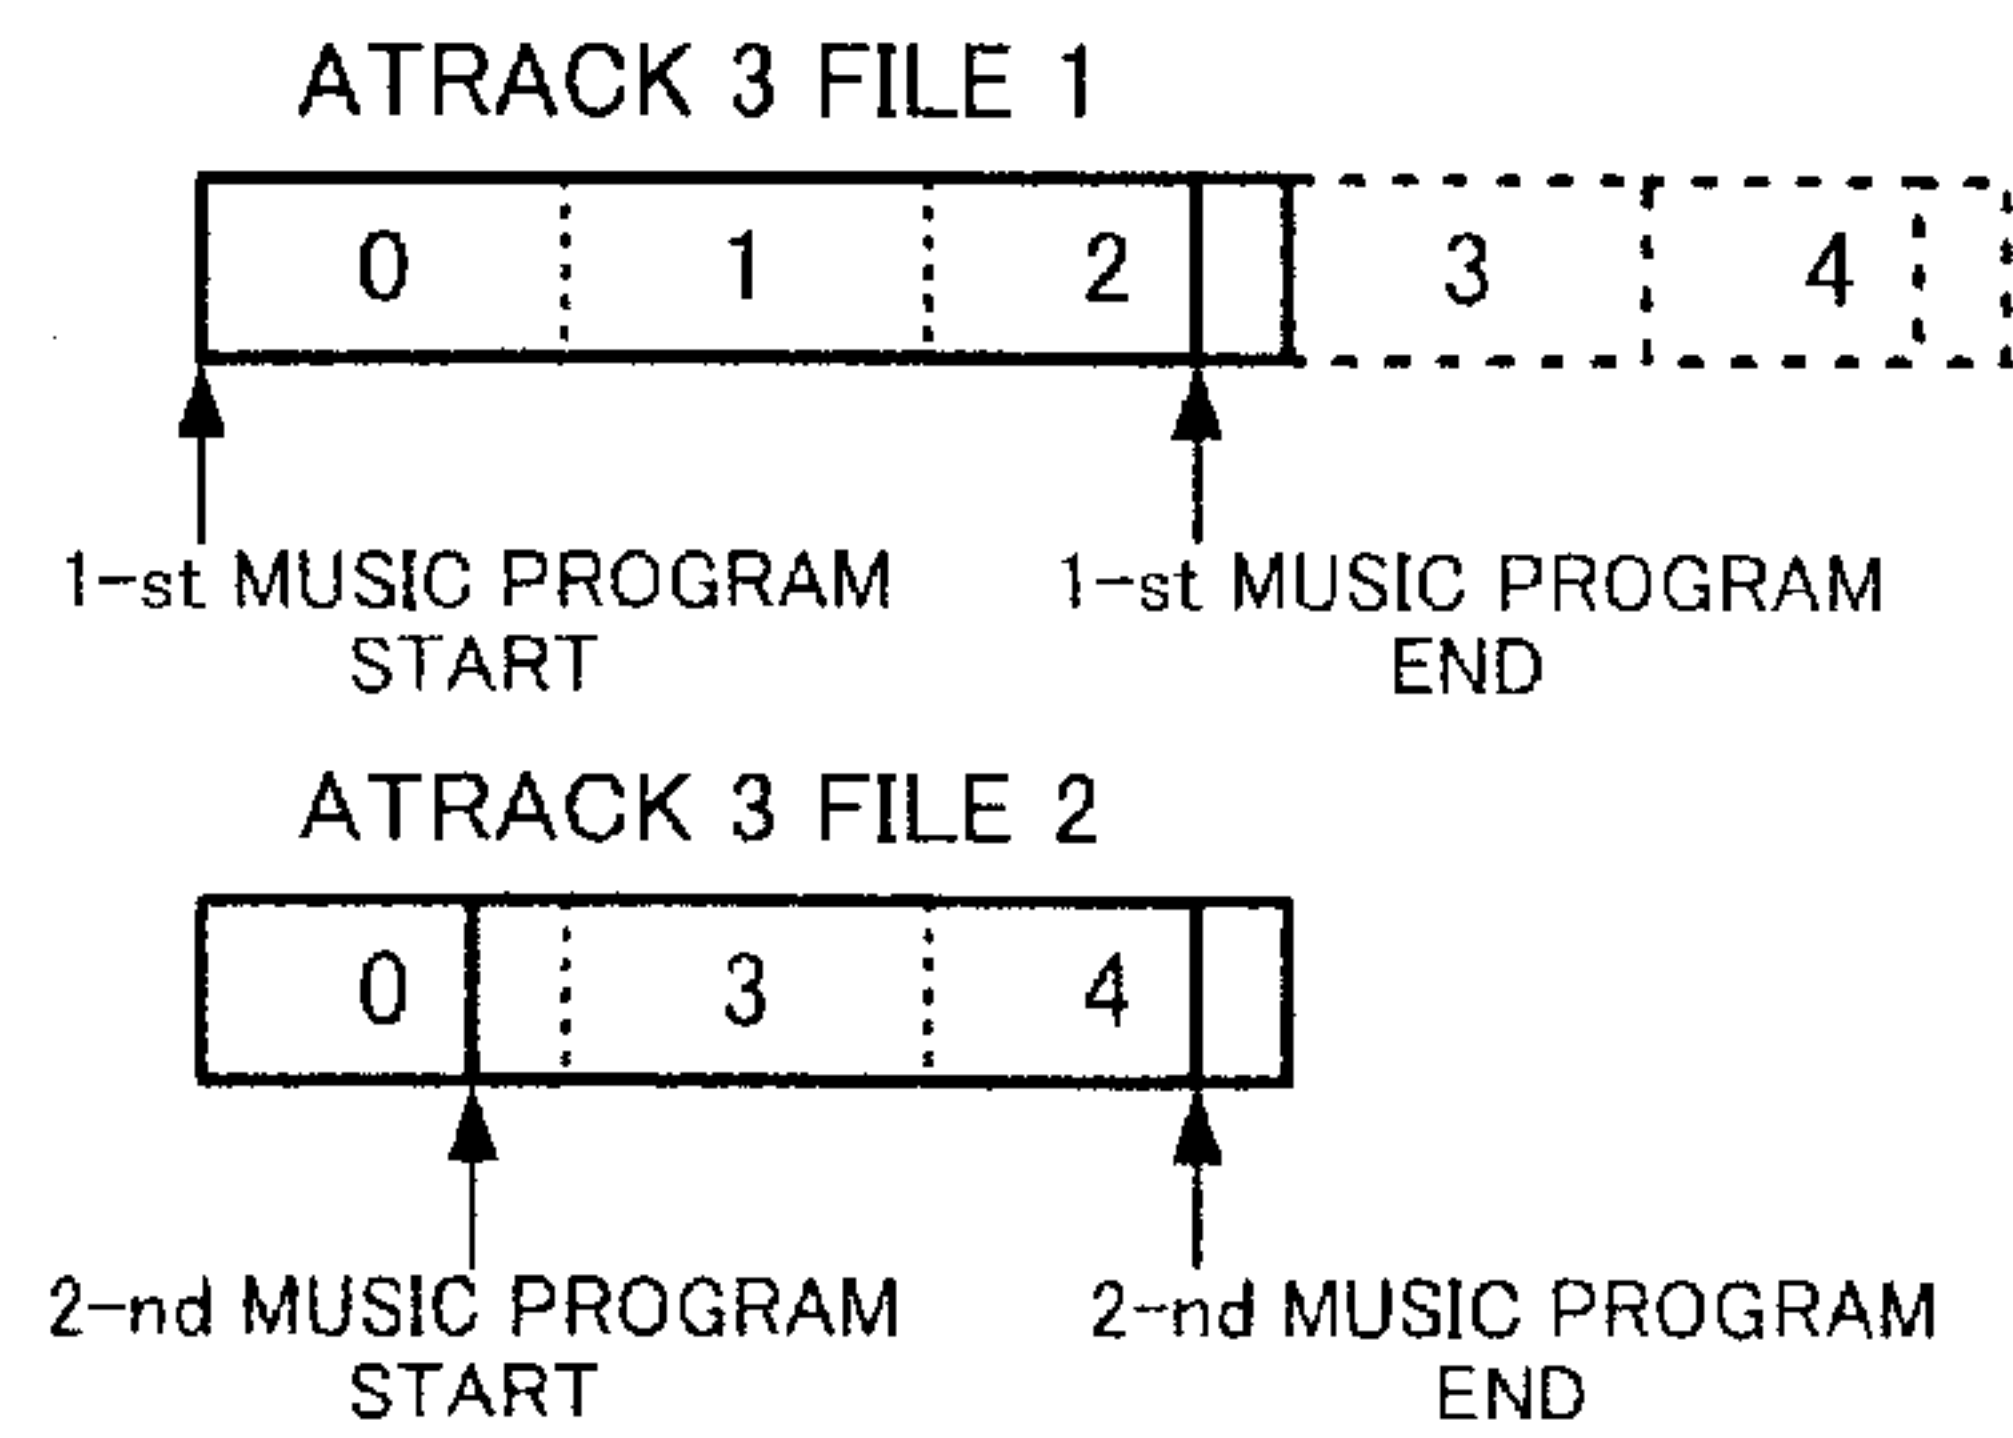 ATRACK 3 FILE 1
0 1 2 3 4
1-st MUSIC PROGRAM START
1-st MUSIC PROGRAM END
ATRACK 3 FILE 2
0 3 4
2-nd MUSIC PROGRAM START
2-nd MUSIC PROGRAM END